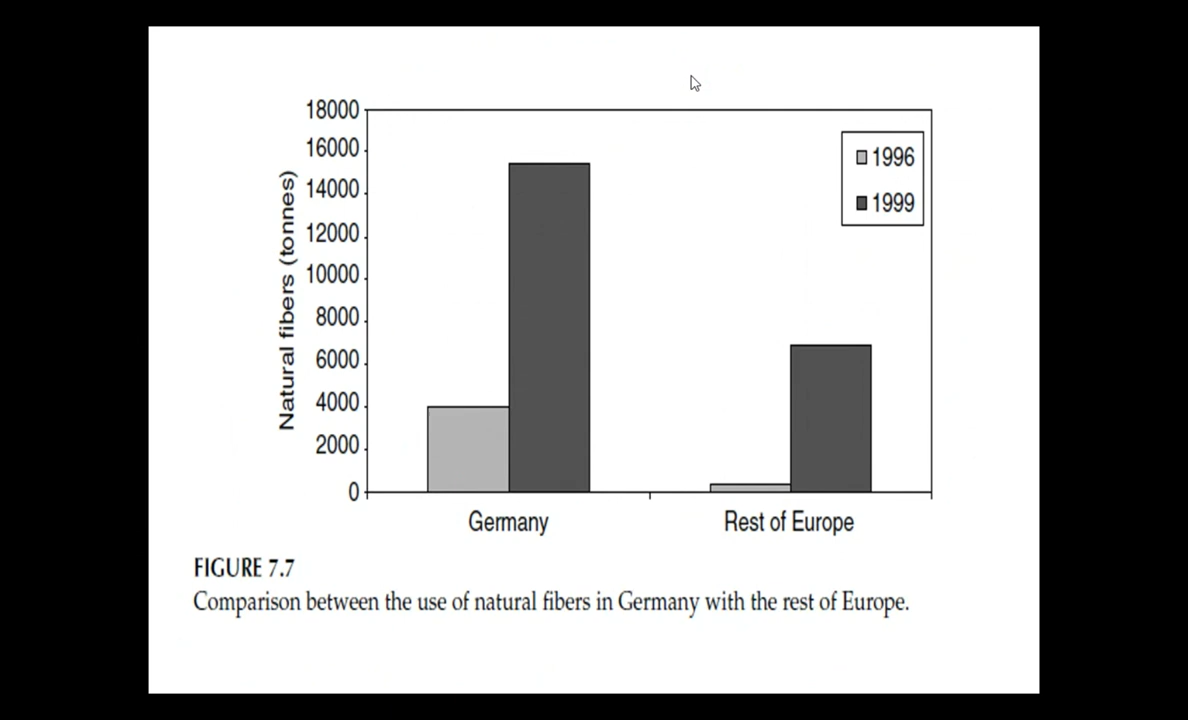 18000
16000
14000
12000
10000
8000
6000
4000
2000
0
Natural fibers (tonnes)
1996
1999
Germany
Rest of Europe
FIGURE 7.7
Comparison between the use of natural fibers in Germany with the rest of Europe.